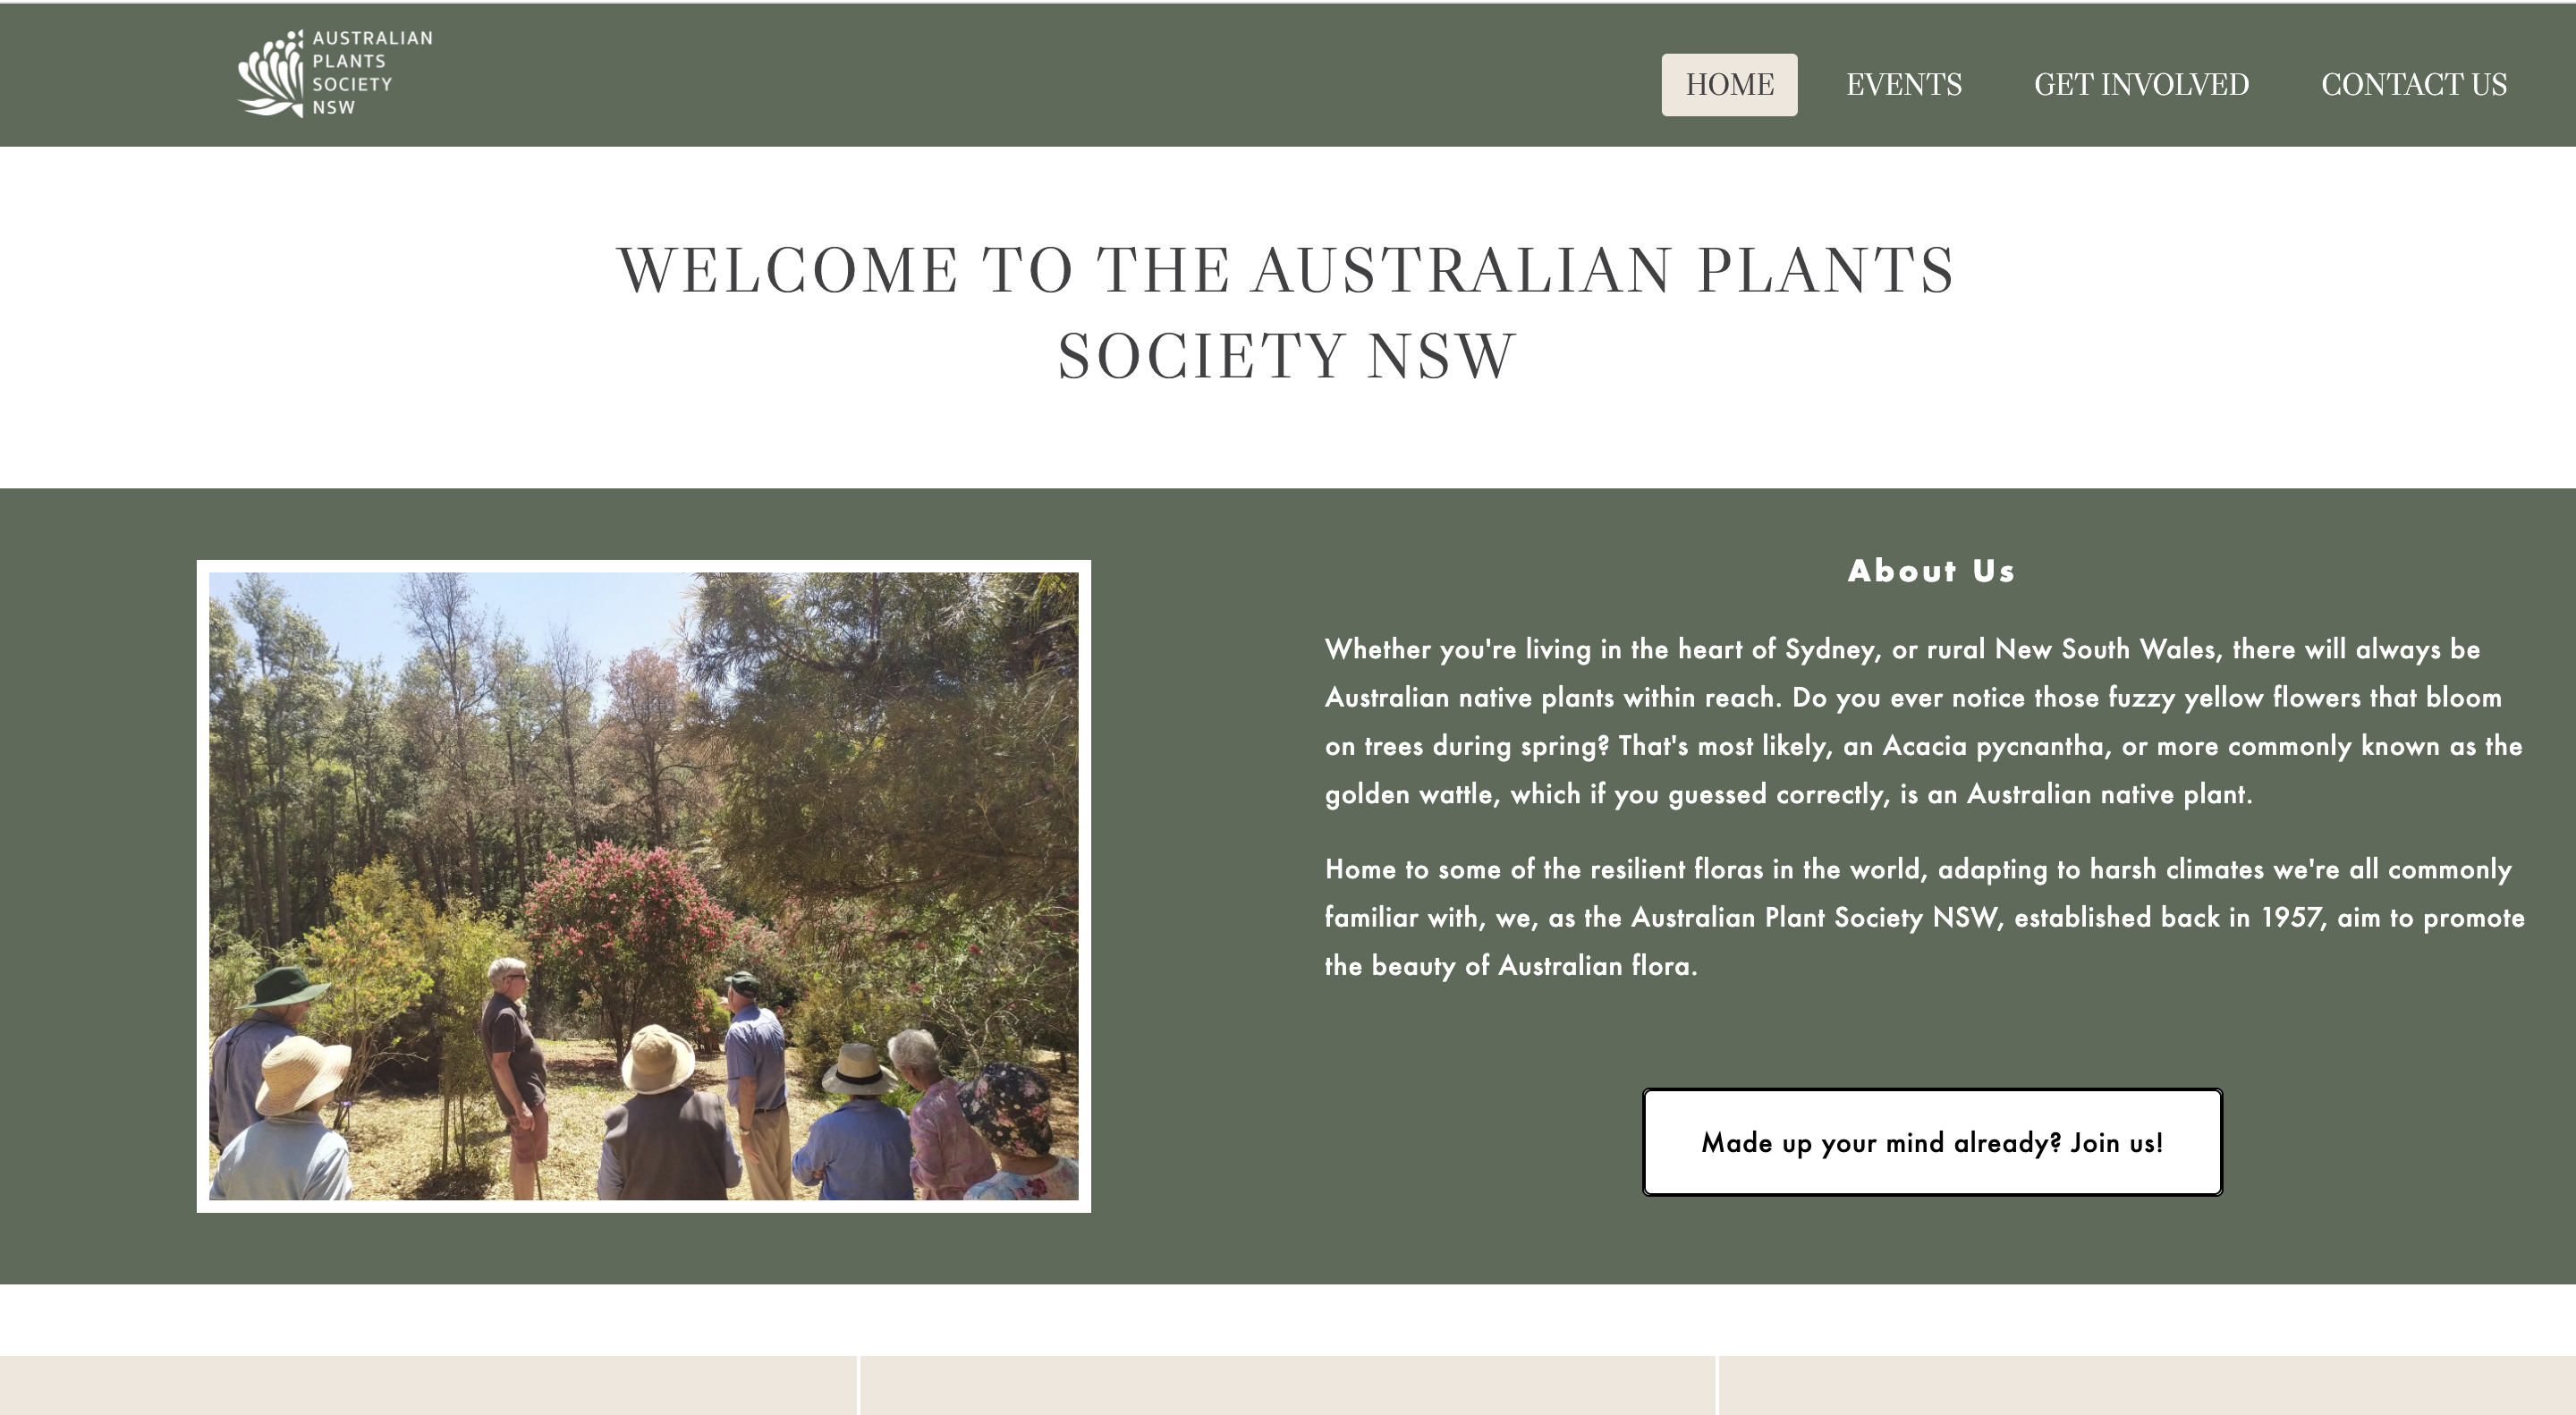 AUSTRALIAN
PLANTS
SOCIETY
NSW
HOME
EVENTS
GET INVOLVED
CONTACT US
WELCOME TO THE AUSTRALIAN PLANTS
SOCIETY NSW
About Us
Whether you're living in the heart of Sydney, or rural New South Wales, there will always be
Australian native plants within reach. Do you ever notice those fuzzy yellow flowers that bloom
on trees during spring? That's most likely, an Acacia pycnantha, or more commonly known as the
golden wattle, which if you guessed correctly, is an Australian native plant.
Home to some of the resilient floras in the world, adapting to harsh climates we're all commonly
familiar with, we, as the Australian Plant Society NSW, established back in 1957, aim to promote
the beauty of Australian flora.
Made up your mind already? Join us!